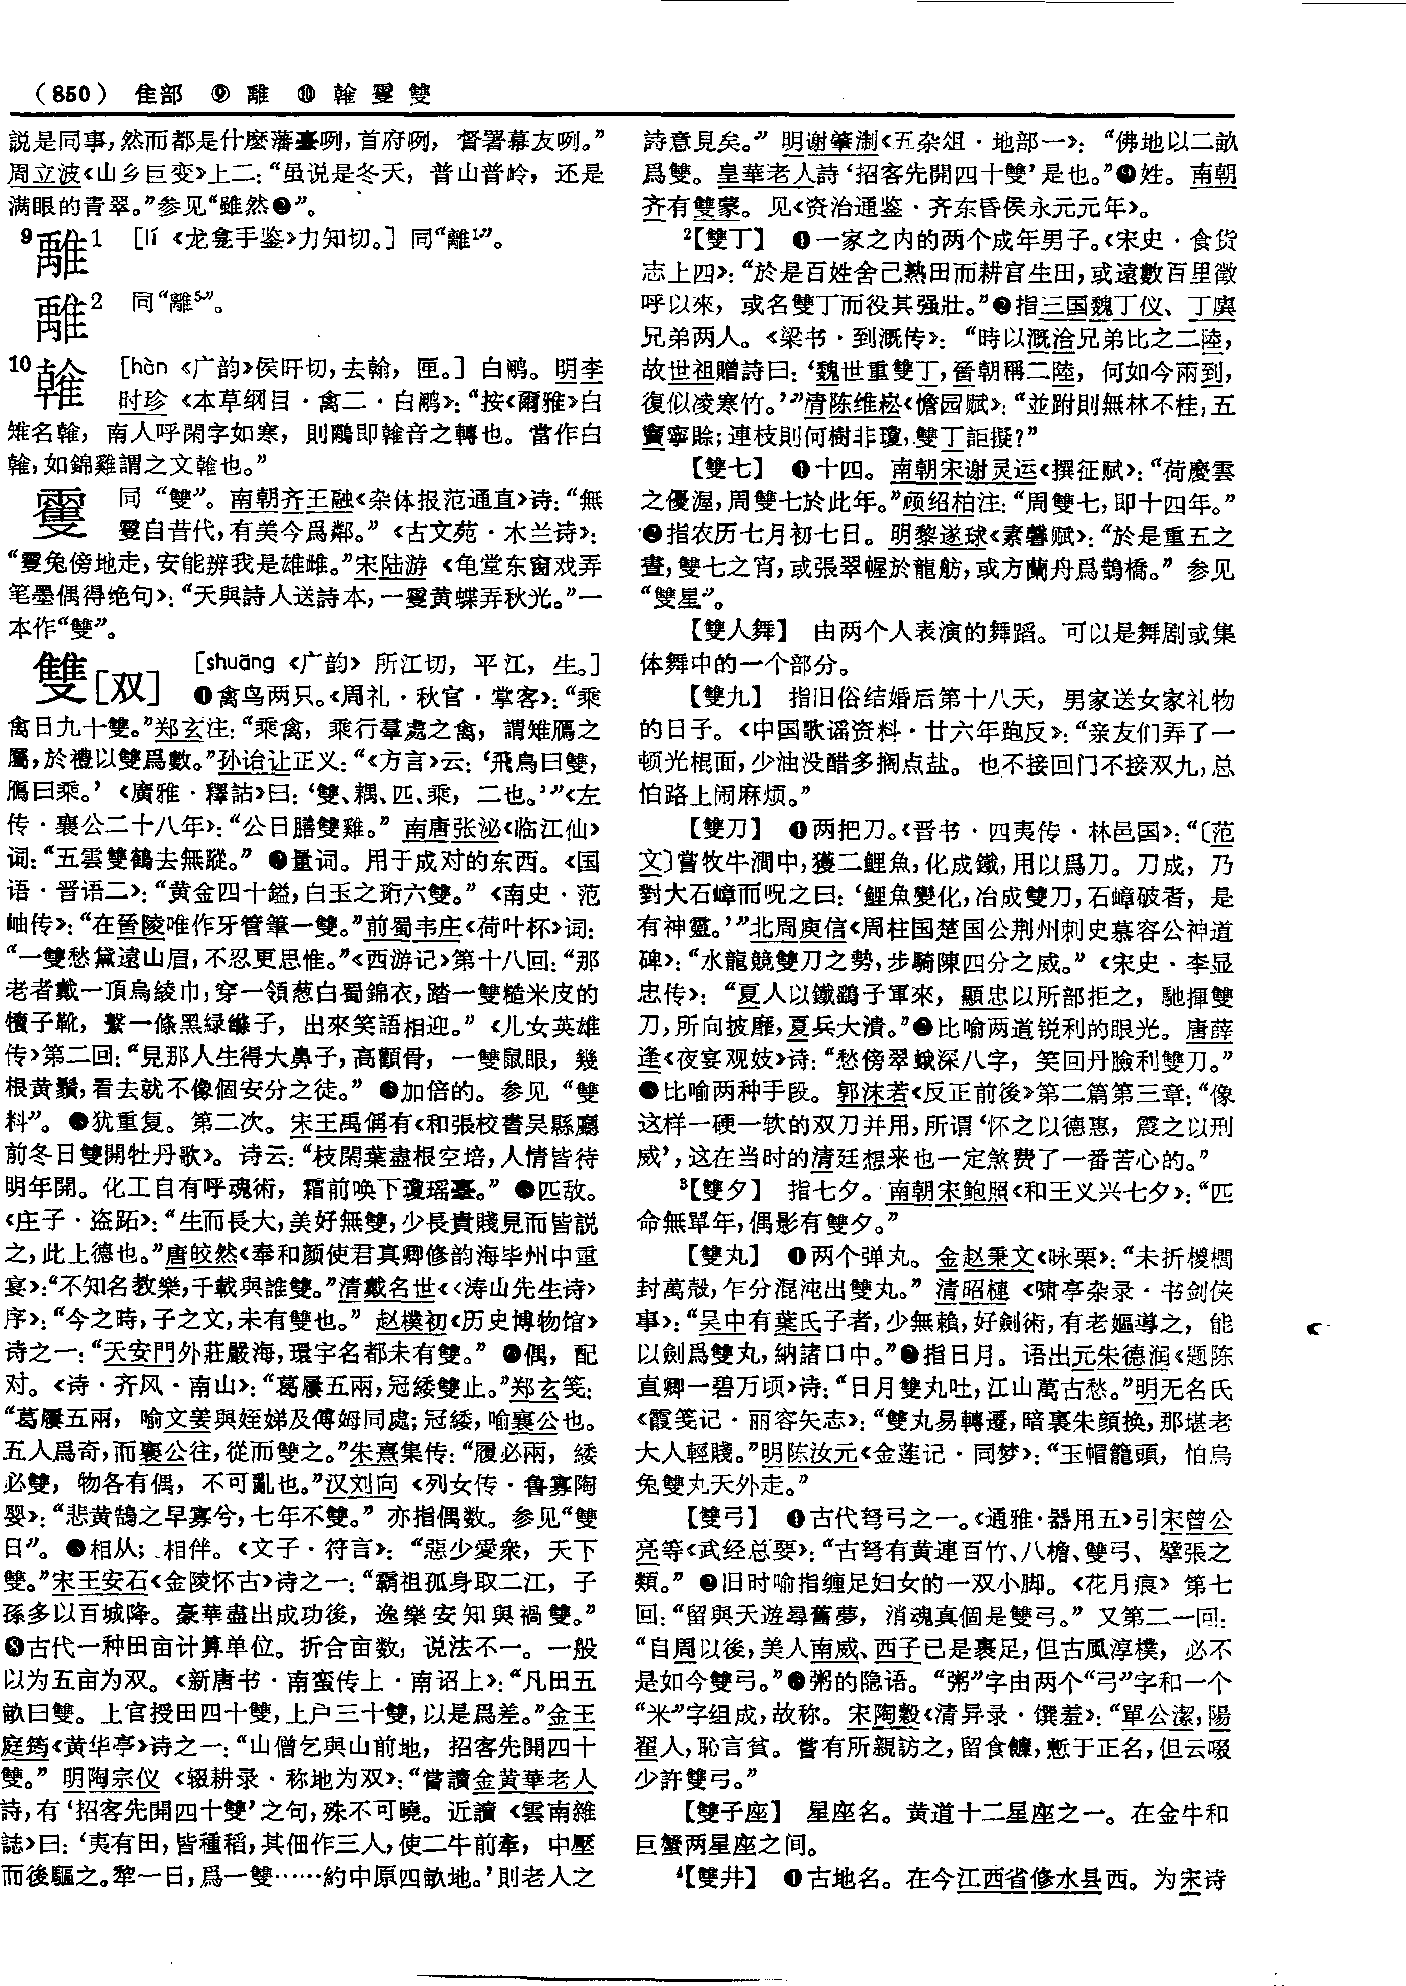 （850） 隹部 ❾ 離 ❿ 雗 䨥 雙
説是同事，然而都是什麽藩臺咧，首府咧，督署幕友咧。”
周立波《山乡巨变》上二：“虽说是冬天，普山普岭，还是
满眼的青翠。”参见“雖然❷”。
9 離1 [lí 《龙龛手鉴》力知切。] 同“離1”。
離2 同“離5”。
10 雗 [hàn 《广韵》侯旰切，去翰，匣。] 白鹇。明李
时珍《本草纲目·禽二·白鹇》：“按《爾雅》白
雉名雗，南人呼閑字如寒，則鷴即雗音之轉也。當作白
雗，如錦雞謂之文雗也。”
䨥 同“雙”。南朝齐王融《杂体报范通直》诗：“無
䨥自昔代，有美今爲鄰。”《古文苑·木兰诗》：
“䨥兔傍地走，安能辨我是雄雌。”宋陆游《龟堂东窗戏弄
笔墨偶得绝句》：“天與詩人送詩本，一䨥黄蝶弄秋光。”一
本作“雙”。
雙[双] [shuāng 《广韵》所江切，平江，生。]
❶禽鸟两只。《周礼·秋官·掌客》：“乘
禽日九十雙。”郑玄注：“乘禽，乘行羣處之禽，謂雉鴈之
屬，於禮以雙爲數。”孙诒让正义：“《方言》云：‘飛鳥曰雙，
鴈曰乘。’《廣雅·釋詁》曰：‘雙、耦、匹、乘，二也。’”《左
传·襄公二十八年》：“公日膳雙雞。”南唐张泌《临江仙》
词：“五雲雙鶴去無蹤。”❷量词。用于成对的东西。《国
语·晋语二》：“黄金四十鎰，白玉之珩六雙。”《南史·范
岫传》：“在晉陵唯作牙管筆一雙。”前蜀韦庄《荷叶杯》词：
“一雙愁黛遠山眉，不忍更思惟。”《西游记》第十八回：“那
老者戴一頂烏綾巾，穿一領葱白蜀錦衣，踏一雙糙米皮的
犢子靴，繫一條黑緑縧子，出來笑語相迎。”《儿女英雄
传》第二回：“見那人生得大鼻子，高顴骨，一雙鼠眼，幾
根黄鬚，看去就不像個安分之徒。”❸加倍的。参见“雙
料”。❹犹重复。第二次。宋王禹偁有《和張校書吴縣廳
前冬日雙開牡丹歌》。诗云：“枝閑葉盡根空培，人情皆待
明年開。化工自有呼魂術，霜前唤下瓊瑶臺。”❺匹敌。
《庄子·盗跖》：“生而長大，美好無雙，少長貴賤見而皆説
之，此上德也。”唐皎然《奉和颜使君真卿修韵海毕州中重
宴》：“不知名教樂，千載與誰雙。”清戴名世《〈涛山先生诗〉
序》：“今之時，子之文，未有雙也。”赵樸初《历史博物馆》
诗之一：“天安門外莊嚴海，環宇名都未有雙。”❻偶，配
对。《诗·齐风·南山》：“葛屨五兩，冠緌雙止。”郑玄笺：
“葛屨五兩，喻文姜與姪娣及傅姆同處；冠緌，喻襄公也。
五人爲奇，而襄公往，從而雙之。”朱熹集传：“履必兩，緌
必雙，物各有偶，不可亂也。”汉刘向《列女传·鲁寡陶
婴》：“悲黄鵠之早寡兮，七年不雙。”亦指偶数。参见“雙
日”。❼相从；相伴。《文子·符言》：“惡少愛衆，天下
雙。”宋王安石《金陵怀古》诗之一：“霸祖孤身取二江，子
孫多以百城降。豪華盡出成功後，逸樂安知與禍雙。”
❽古代一种田亩计算单位。折合亩数，说法不一。一般
以为五亩为双。《新唐书·南蛮传上·南诏上》：“凡田五
畝曰雙。上官授田四十雙，上户三十雙，以是爲差。”金王
庭筠《黄华亭》诗之一：“山僧乞與山前地，招客先開四十
雙。”明陶宗仪《辍耕录·称地为双》：“嘗讀金黄華老人
詩，有‘招客先開四十雙’之句，殊不可曉。近讀《雲南雜
誌》曰：‘夷有田，皆種稻，其佃作三人，使二牛前牽，中壓
而後驅之。犂一日，爲一雙……約中原四畝地。’則老人之
詩意見矣。”明谢肇淛《五杂俎·地部一》：“佛地以二畝
爲雙。皇華老人詩‘招客先開四十雙’是也。”❾姓。南朝
齐有雙蒙。见《资治通鉴·齐东昏侯永元元年》。
2【雙丁】 ❶一家之内的两个成年男子。《宋史·食货
志上四》：“於是百姓舍己熟田而耕官生田，或遠數百里徵
呼以來，或名雙丁而役其强壯。”❷指三国魏丁仪、丁廙
兄弟两人。《梁书·到溉传》：“時以溉洽兄弟比之二陸，
故世祖贈詩曰：‘魏世重雙丁，晉朝稱二陸，何如今兩到，
復似凌寒竹。’”清陈维崧《憺园赋》：“並跗則無林不桂，五
竇寧賒；連枝則何樹非瓊，雙丁詎擬？”
【雙七】 ❶十四。南朝宋谢灵运《撰征赋》：“荷慶雲
之優渥，周雙七於此年。”顾绍柏注：“周雙七，即十四年。”
❷指农历七月初七日。明黎遂球《素馨赋》：“於是重五之
晝，雙七之宵，或張翠幄於龍舫，或方蘭舟爲鵲橋。”参见
“雙星”。
【雙人舞】 由两个人表演的舞蹈。可以是舞剧或集
体舞中的一个部分。
【雙九】 指旧俗结婚后第十八天，男家送女家礼物
的日子。《中国歌谣资料·廿六年跑反》：“亲友们弄了一
顿光棍面，少油没醋多搁点盐。也不接回门不接双九，总
怕路上闹麻烦。”
【雙刀】 ❶两把刀。《晋书·四夷传·林邑国》：“〔范
文〕嘗牧牛澗中，獲二鯉魚，化成鐵，用以爲刀。刀成，乃
對大石嶂而呪之曰：‘鯉魚變化，冶成雙刀，石嶂破者，是
有神靈。’”北周庾信《周柱国楚国公荆州刺史慕容公神道
碑》：“水龍競雙刀之勢，步騎陳四分之威。”《宋史·李显
忠传》：“夏人以鐵鷂子軍來，顯忠以所部拒之，馳揮雙
刀，所向披靡，夏兵大潰。”❷比喻两道锐利的眼光。唐薛
逢《夜宴观妓》诗：“愁傍翠蛾深八字，笑回丹臉利雙刀。”
❸比喻两种手段。郭沫若《反正前後》第二篇第三章：“像
这样一硬一软的双刀并用，所谓‘怀之以德惠，震之以刑
威’，这在当时的清廷想来也一定煞费了一番苦心的。”
3【雙夕】 指七夕。南朝宋鲍照《和王义兴七夕》：“匹
命無單年，偶影有雙夕。”
【雙丸】 ❶两个弹丸。金赵秉文《咏栗》：“未折椶櫚
封萬殼，乍分混沌出雙丸。”清昭槤《啸亭杂录·书剑侠
事》：“吴中有葉氏子者，少無賴，好劍術，有老嫗導之，能
以劍爲雙丸，納諸口中。”❷指日月。语出元朱德润《题陈
直卿一碧万顷》诗：“日月雙丸吐，江山萬古愁。”明无名氏
《霞笺记·丽容矢志》：“雙丸易轉遷，暗裏朱顔换，那堪老
大人輕賤。”明陈汝元《金莲记·同梦》：“玉帽籠頭，怕烏
兔雙丸天外走。”
【雙弓】 ❶古代弩弓之一。《通雅·器用五》引宋曾公
亮等《武经总要》：“古弩有黄連百竹、八檐、雙弓、擘張之
類。”❷旧时喻指缠足妇女的一双小脚。《花月痕》第七
回：“留與天遊尋舊夢，消魂真個是雙弓。”又第二一回：
“自周以後，美人南威、西子已是裹足，但古風淳樸，必不
是如今雙弓。”❸粥的隐语。“粥”字由两个“弓”字和一个
“米”字组成，故称。宋陶榖《清异录·馔羞》：“單公潔，陽
翟人，恥言貧。嘗有所親訪之，留食饊，慙于正名，但云啜
少許雙弓。”
【雙子座】 星座名。黄道十二星座之一。在金牛和
巨蟹两星座之间。
4【雙井】 ❶古地名。在今江西省修水县西。为宋诗